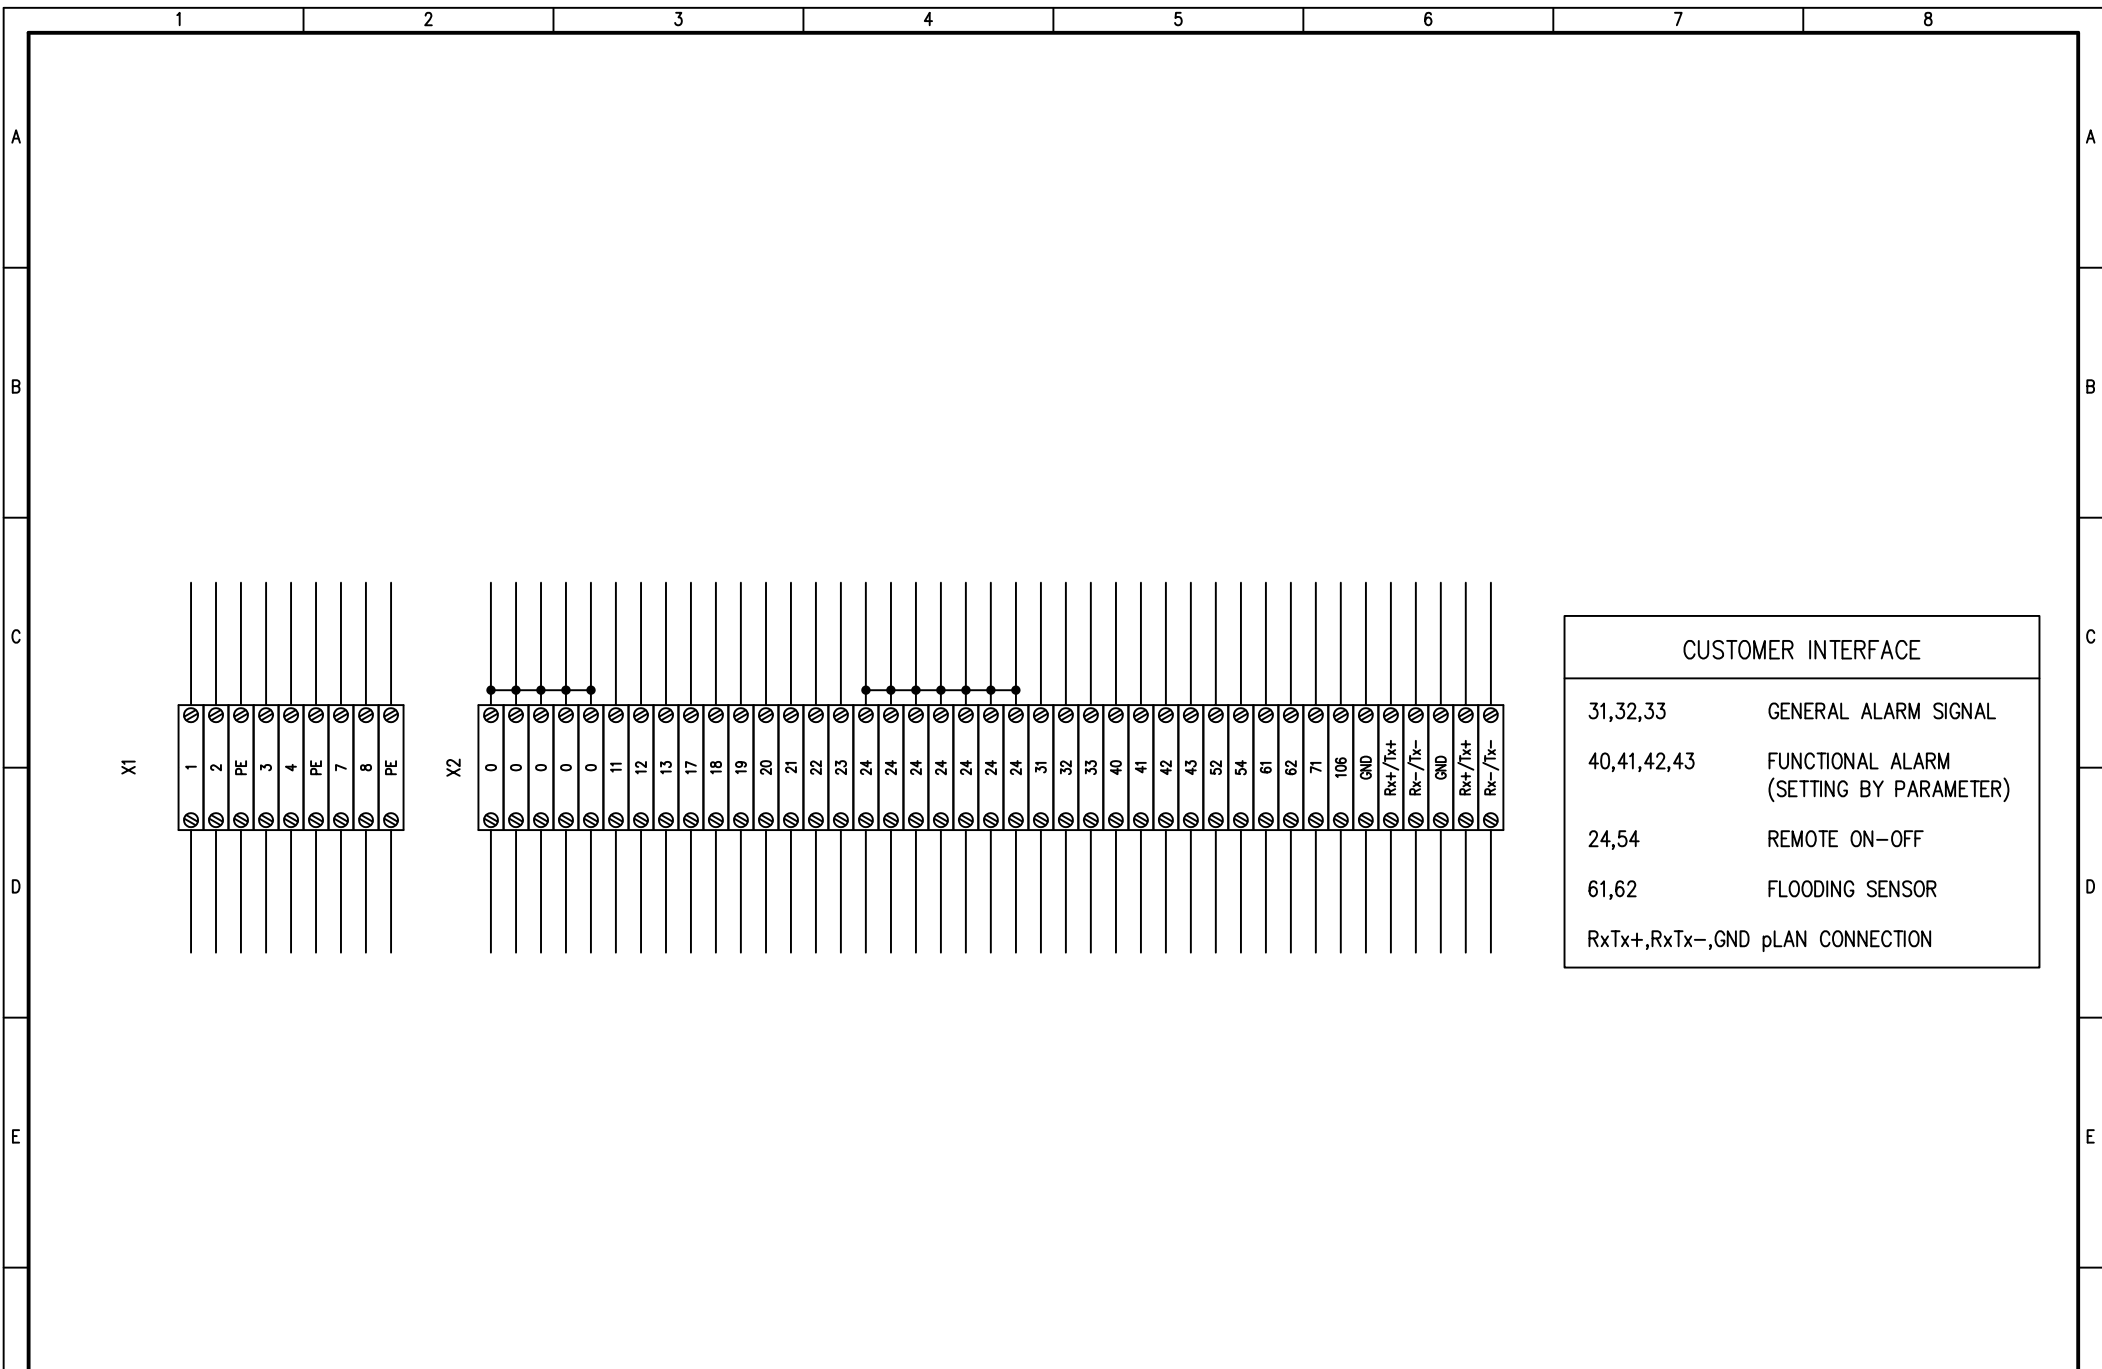 1 2 3 4 5 6 7 8
A A
B B
C C
CUSTOMER INTERFACE
31,32,33 GENERAL ALARM SIGNAL
X1 1 2 PE 3 4 PE 7 8 PE
X2 0 0 0 0 0 11 12 13 17 18 19 20 21 22 23 24 24 24 24 24 24 24 31 32 33 40 41 42 43 52 54 61 62 71 106 GND Rx+/Tx+ Rx-/Tx- GND Rx+/Tx+ Rx-/Tx-
40,41,42,43 FUNCTIONAL ALARM
(SETTING BY PARAMETER)
24,54 REMOTE ON-OFF
61,62 FLOODING SENSOR
RxTx+,RxTx-,GND pLAN CONNECTION
D D
E E